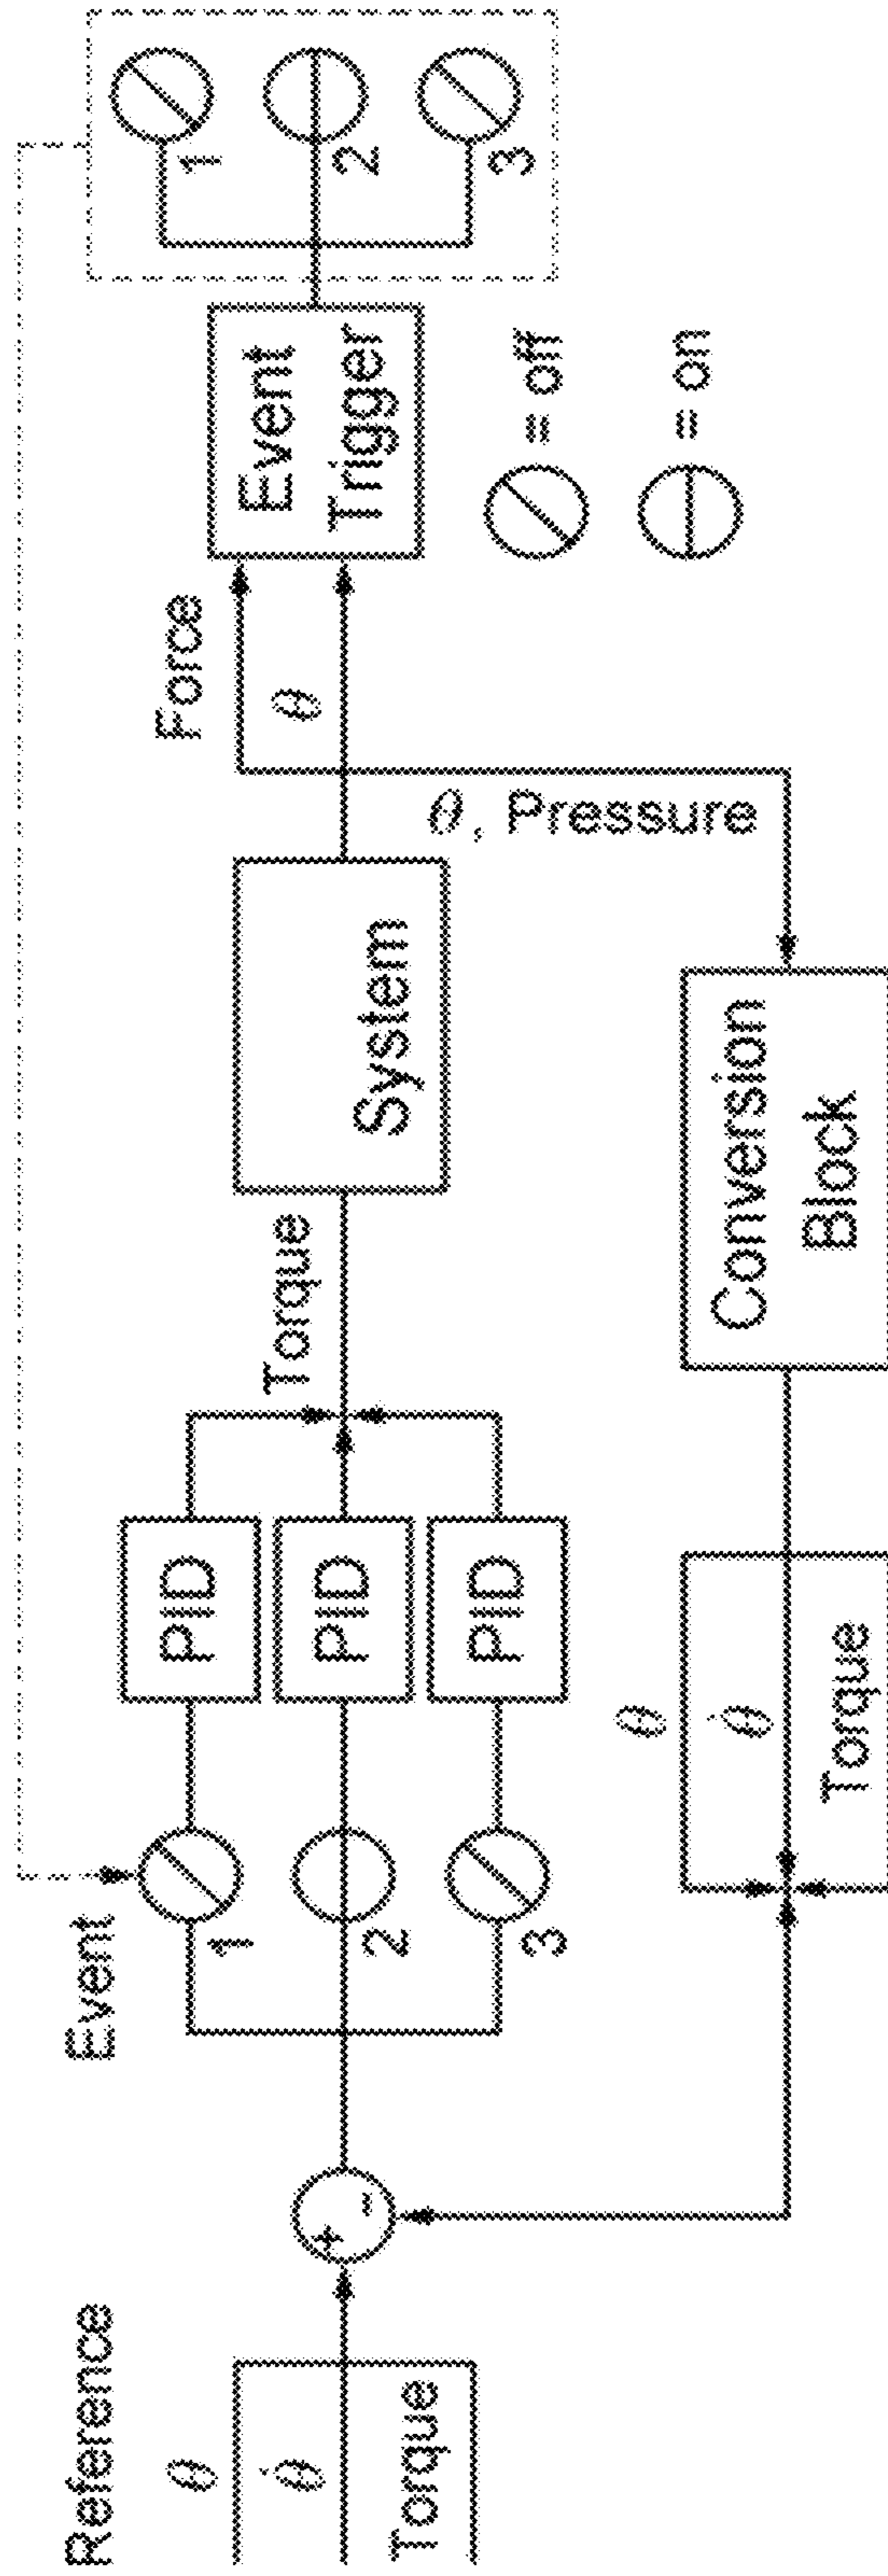 Reference
θ
θ̇
Torque
+
-
Event
1
2
3
PID
PID
PID
Torque
System
Force
θ
θ, Pressure
Event
Trigger
1
2
3
= off
= on
Conversion
Block
θ
θ̇
Torque